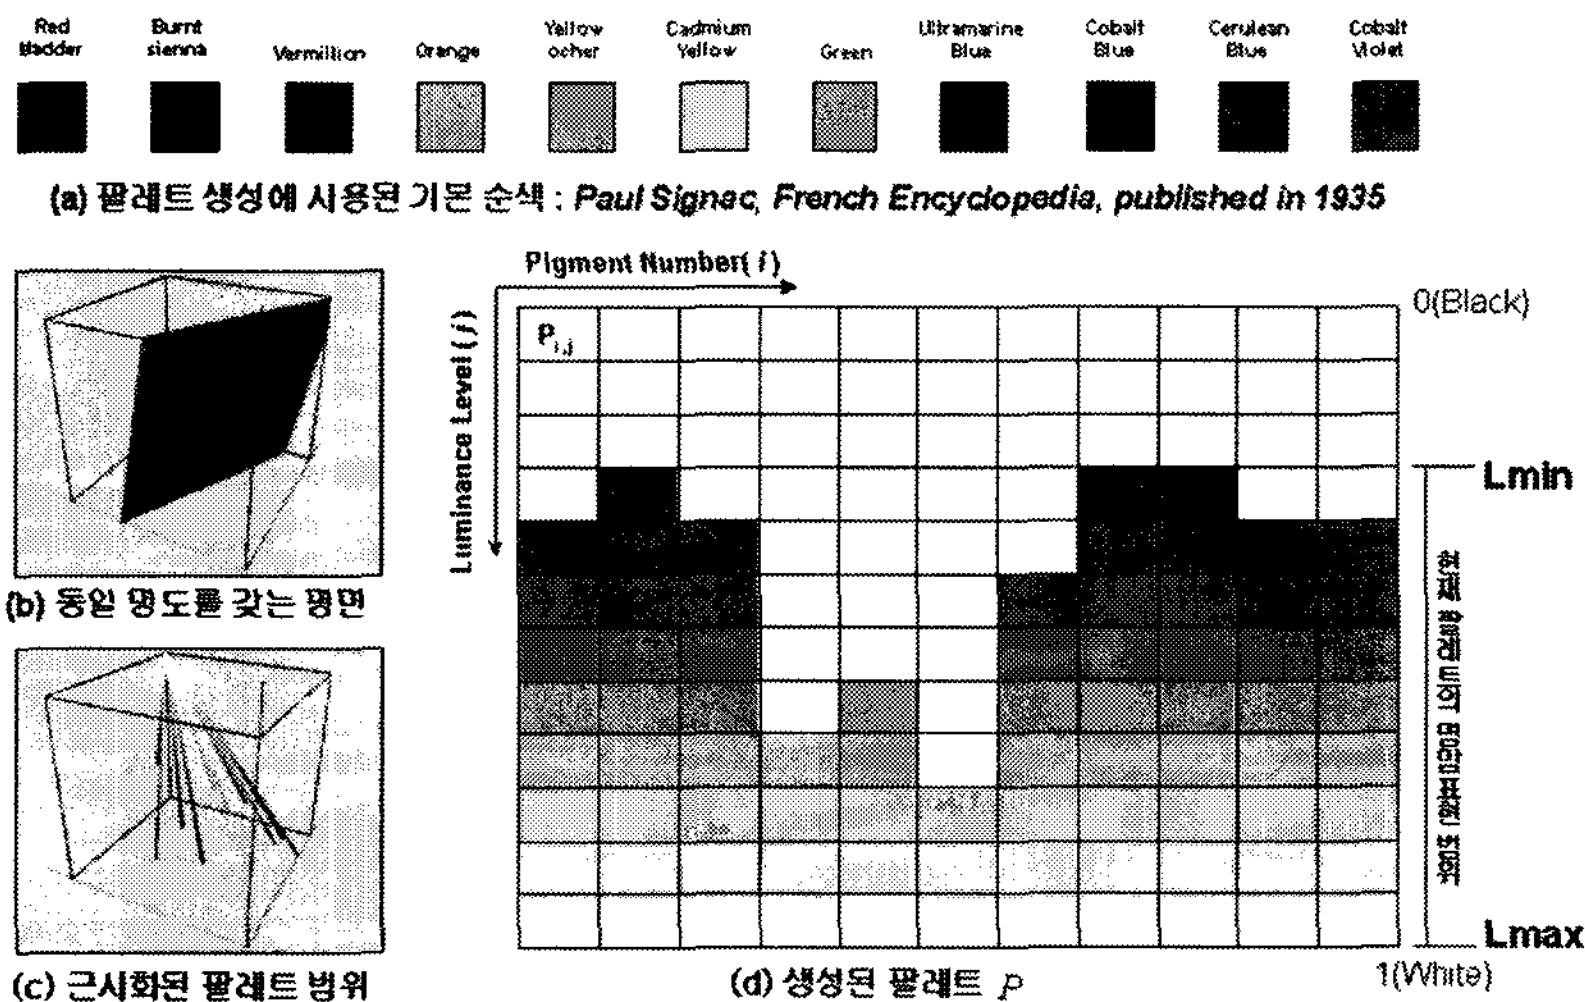 Red Bladder
Burnt sienna
Vermillion
Orange
Yellow ocher
Cadmium Yellow
Green
Ultramarine Blue
Cobalt Blue
Cerulean Blue
Cobalt Violet
(a) 팔레트 생성에 사용된 기본 순색 : Paul Signac, French Encyclopedia, published in 1935
(b) 동일 명도를 갖는 평면
(c) 근사화된 팔레트 범위
Pigment Number( i )
Luminance Level ( j )
P i,j
0(Black)
Lmin
Lmax
1(White)
(d) 생성된 팔레트 P